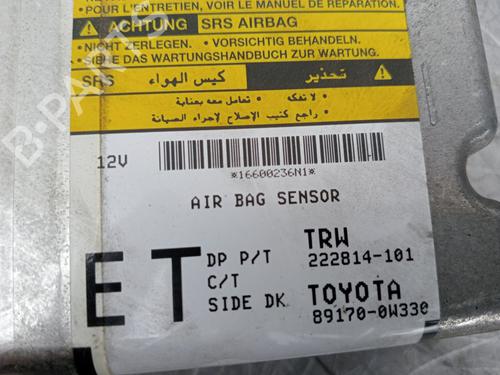 •POUR L'ENTRETIEN, VOIR LE MANUEL DE REPARATION.
ACHTUNG SRS AIRBAG
•NICHT ZERLEGEN. •VORSICHTIG BEHANDELN.
•SIEHE DAS WARTUNGSHANDBUCH ZUR WARTUNG.
تحذير كيس الهواء SRS
• لا تفكه • تعامل معه بعناية
• راجع كتيب الإصلاح لإجراء الصيانة
12V
*16600236N1*
AIR BAG SENSOR
ET
DP P/T TRW
C/T 222814-101
SIDE DK TOYOTA
89170-0W330